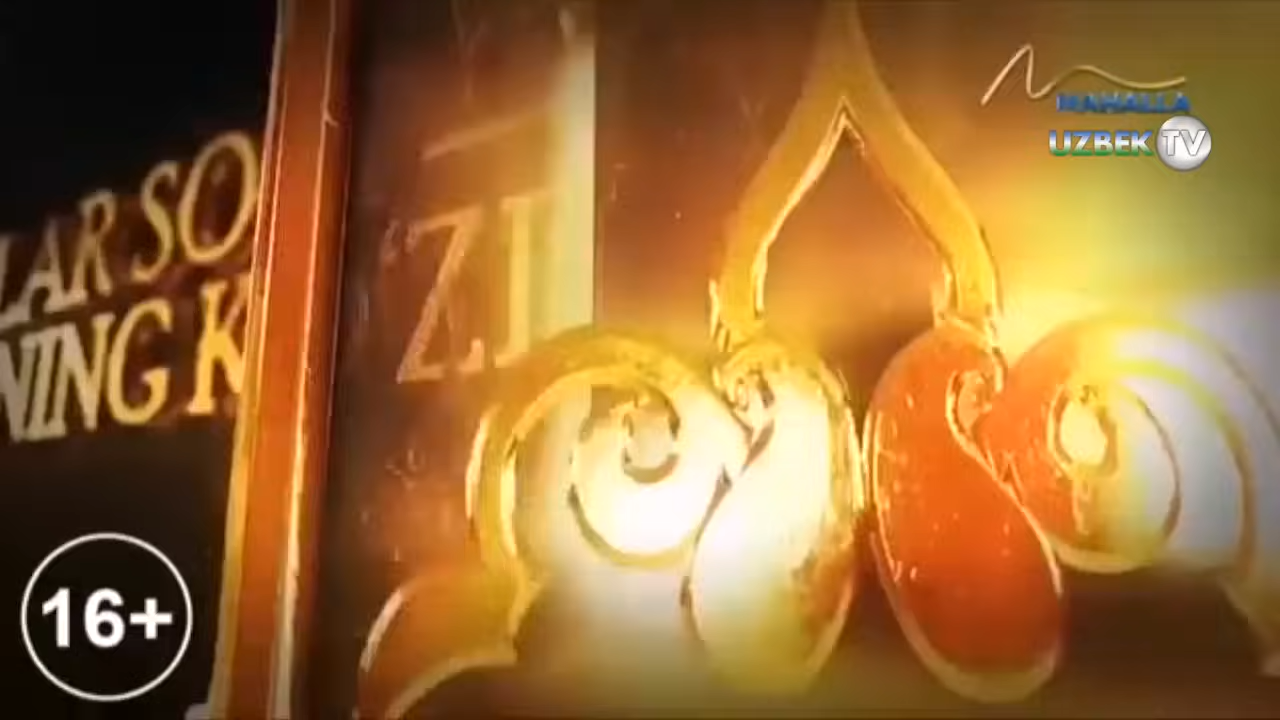 MAHALLA
UZBEK TV
LAR SO
NING K
ZI
16+